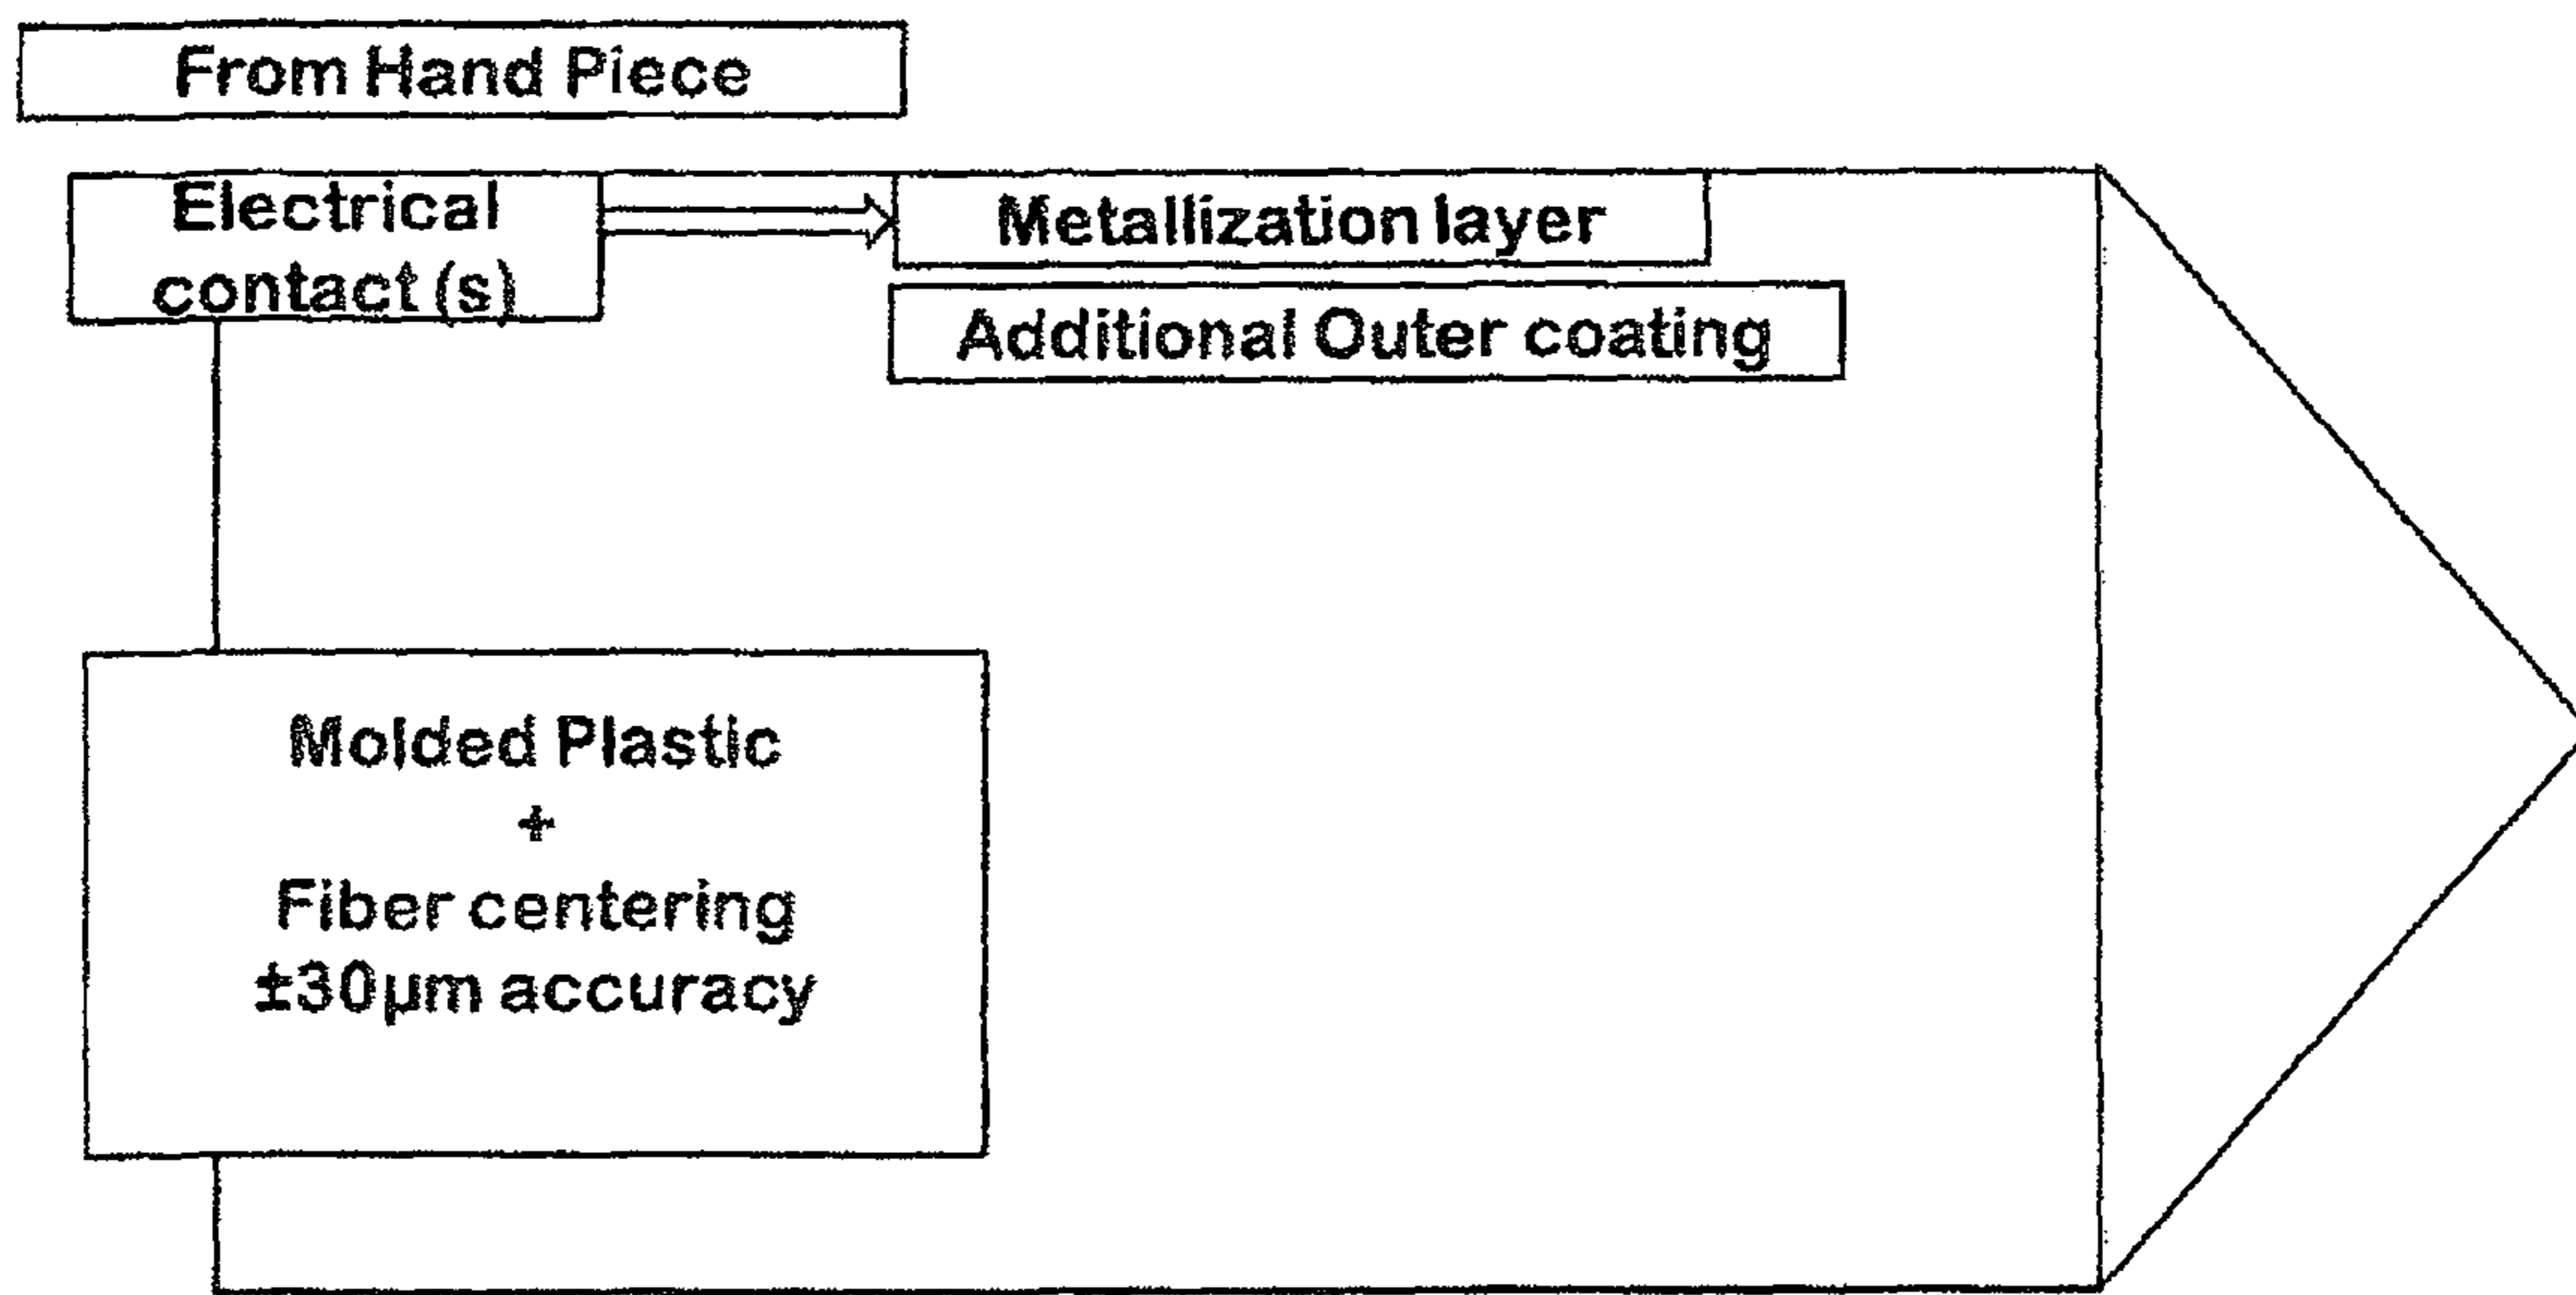 From Hand Piece
Electrical
contact (s)
Metallization layer
Additional Outer coating
Molded Plastic
+
Fiber centering
±30µm accuracy